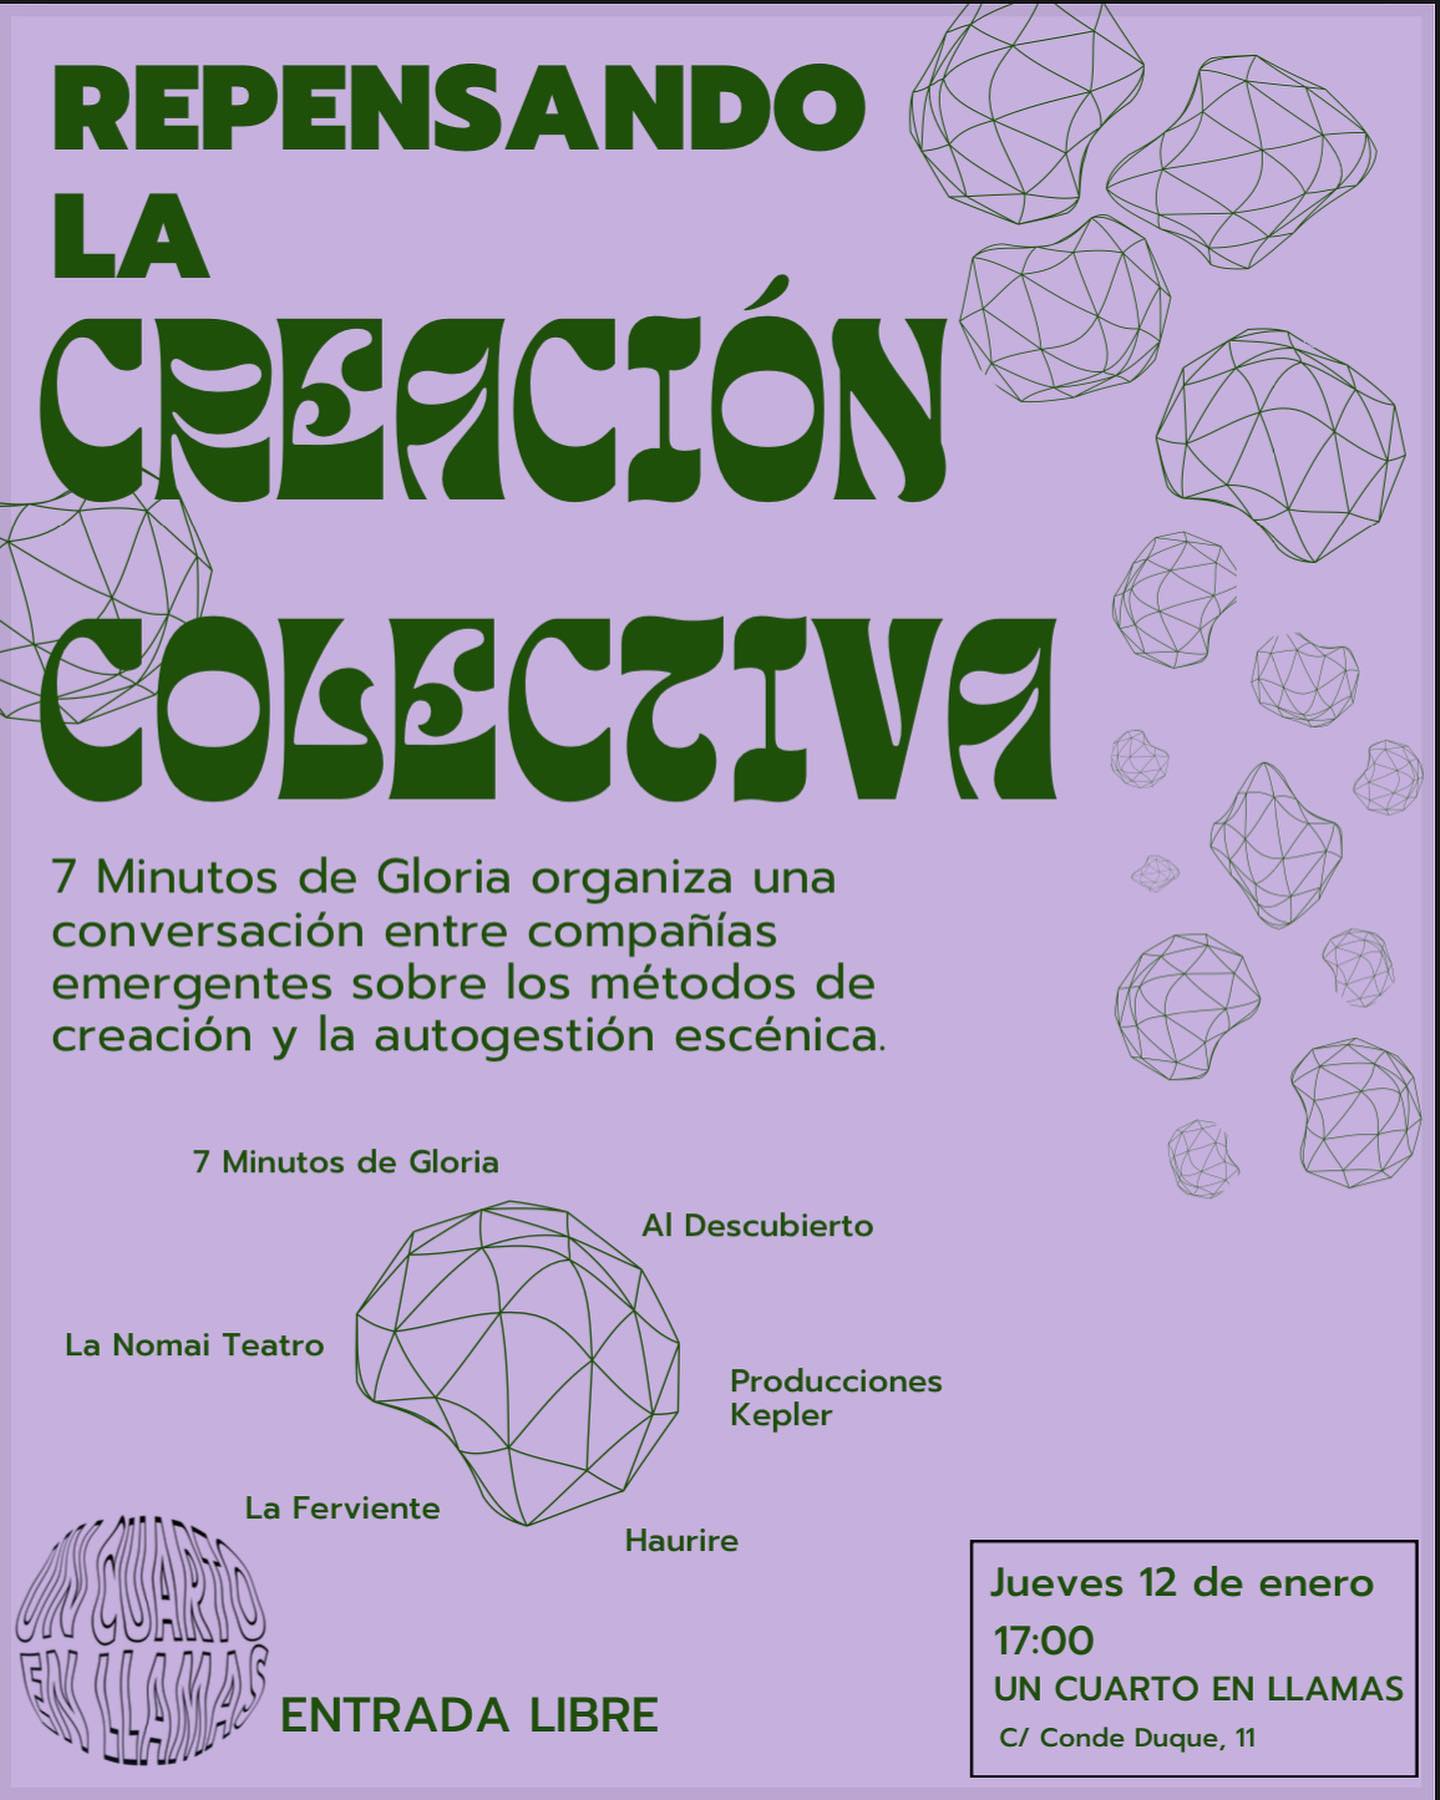 REPENSANDO
LA
CREACIÓN
COLECTIVA
7 Minutos de Gloria organiza una
conversación entre compañías
emergentes sobre los métodos de
creación y la autogestión escénica.
7 Minutos de Gloria
Al Descubierto
La Nomai Teatro
Producciones
Kepler
La Ferviente
Haurire
UN CUARTO
EN LLAMAS
ENTRADA LIBRE
Jueves 12 de enero
17:00
UN CUARTO EN LLAMAS
C/ Conde Duque, 11